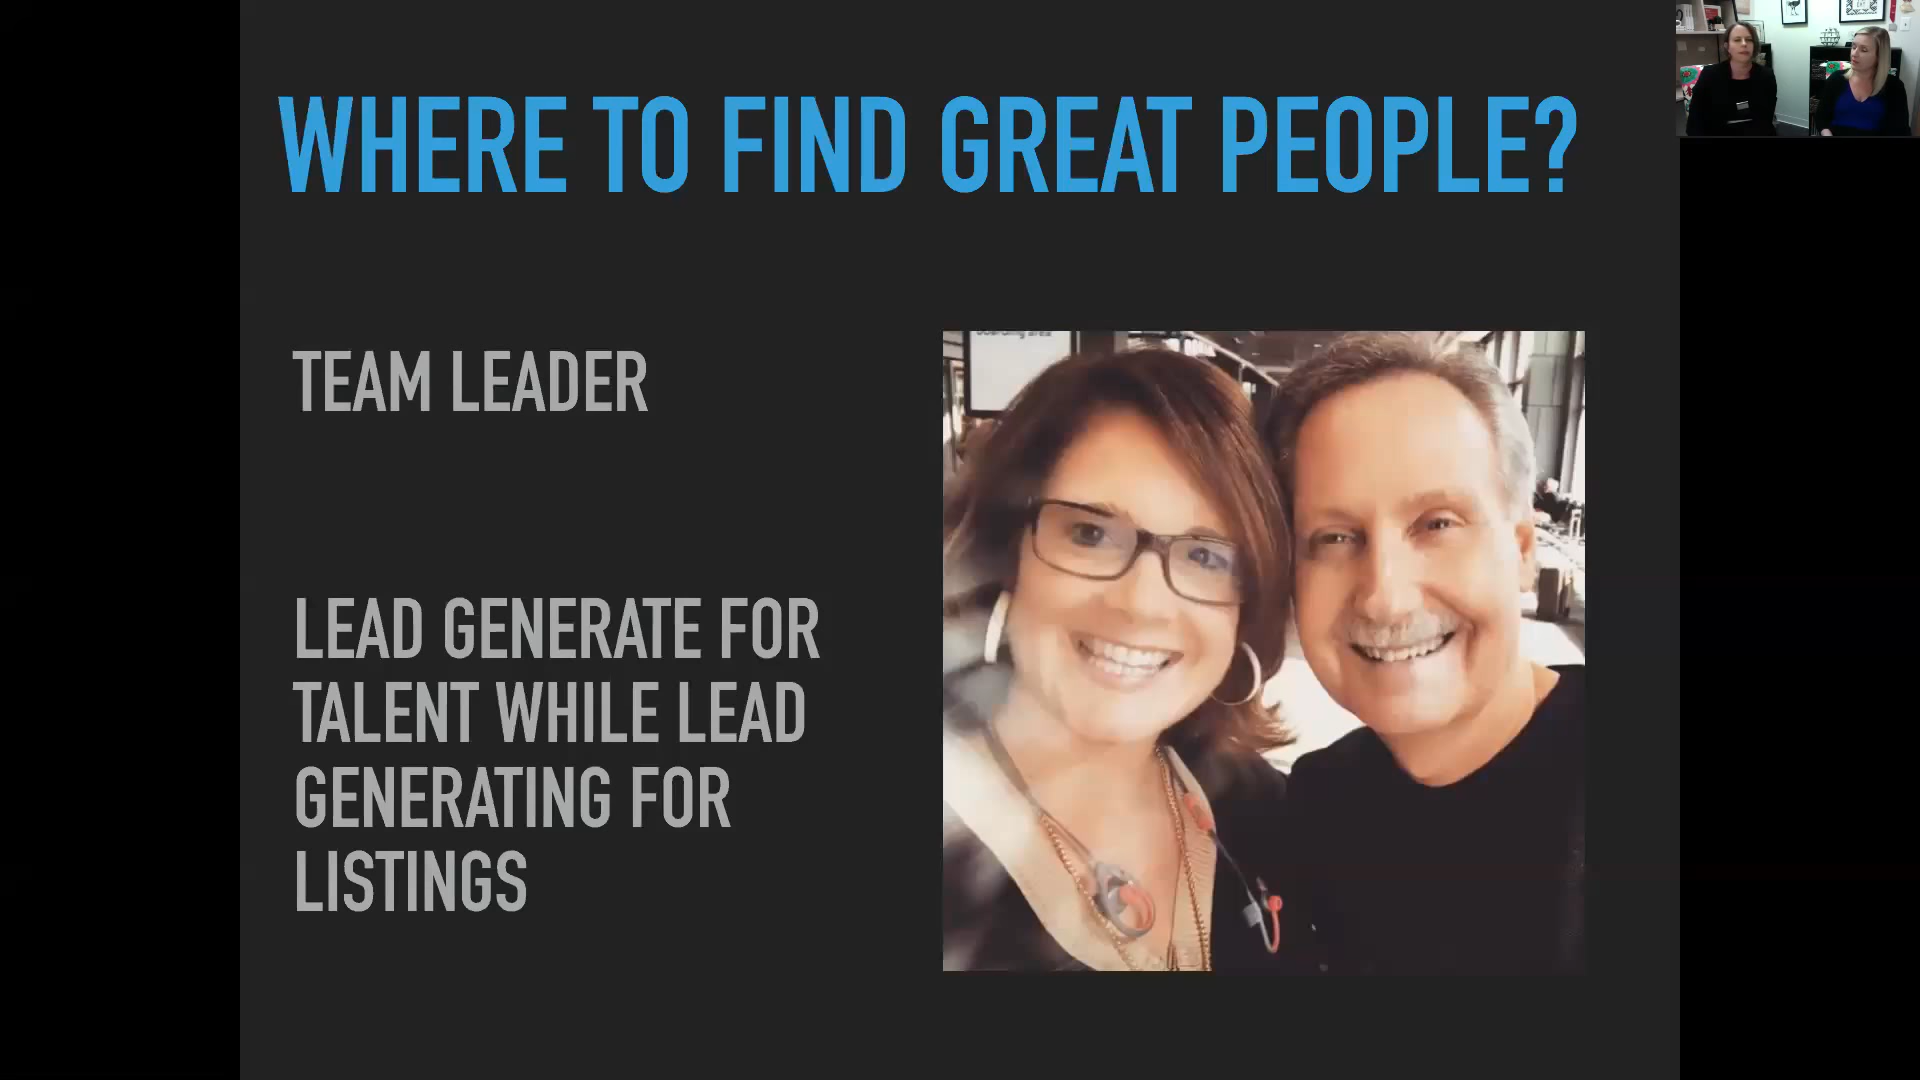 WHERE TO FIND GREAT PEOPLE?
TEAM LEADER
LEAD GENERATE FOR
TALENT WHILE LEAD
GENERATING FOR
LISTINGS